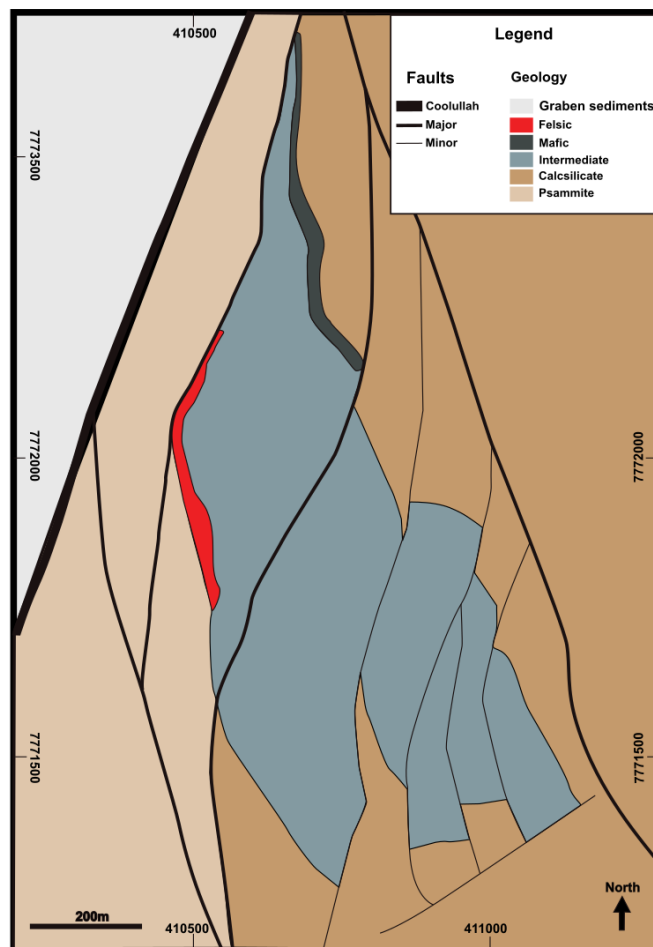 410500
Legend
Faults
Geology
Coolullah
Major
Minor
Graben sediments
Felsic
Mafic
Intermediate
Calcsilicate
Psammite
7773500
7772000
7772000
7771500
7771500
200m
North
410500
411000